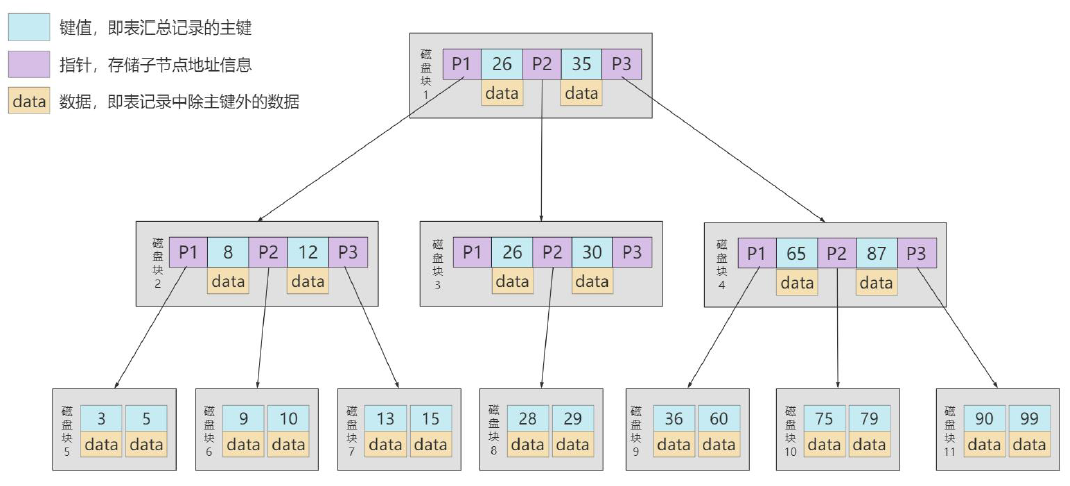 键值，即表汇总记录的主键
指针，存储子节点地址信息
data 数据，即表记录中除主键外的数据
磁盘块1
P1 26 P2 35 P3
data data
磁盘块2
P1 8 P2 12 P3
data data
磁盘块3
P1 26 P2 30 P3
data data
磁盘块4
P1 65 P2 87 P3
data data
磁盘块5
3 5
data data
磁盘块6
9 10
data data
磁盘块7
13 15
data data
磁盘块8
28 29
data data
磁盘块9
36 60
data data
磁盘块10
75 79
data data
磁盘块11
90 99
data data